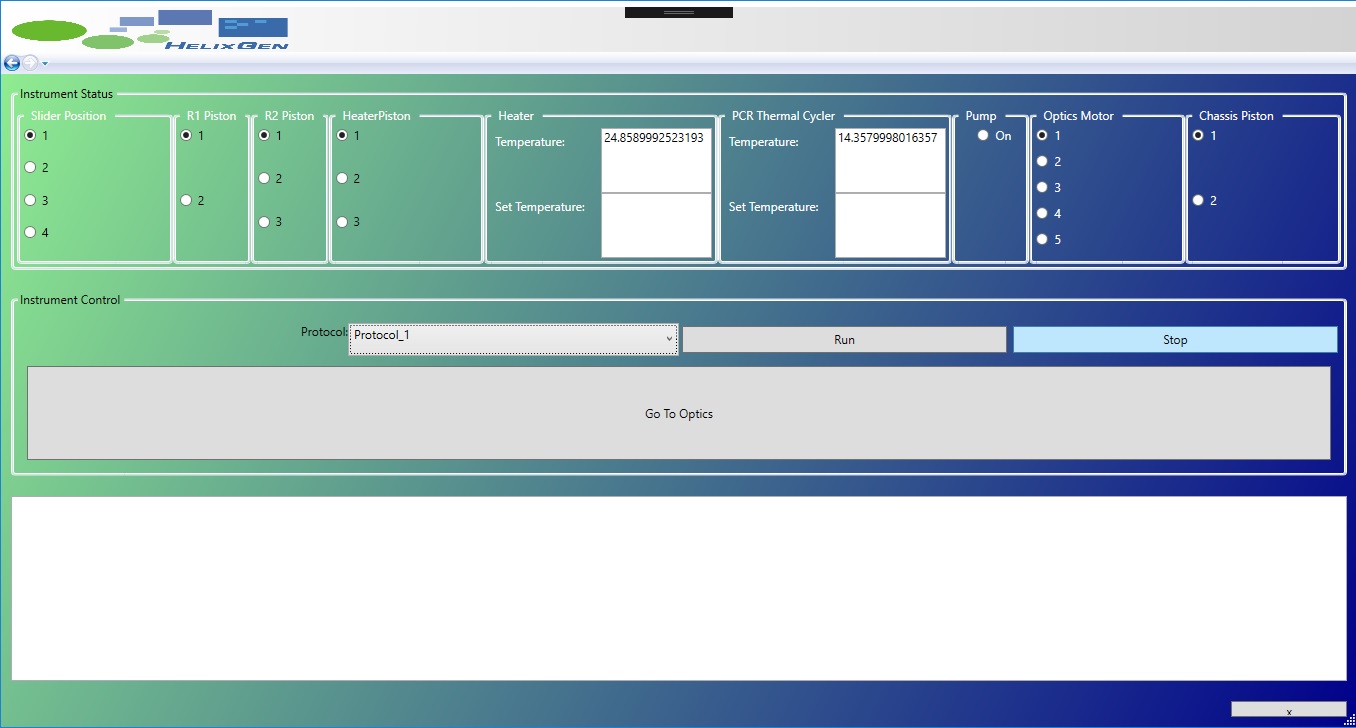 HELIXGEN
Instrument Status
Slider Position
1
2
3
4
R1 Piston
1
2
R2 Piston
1
2
3
HeaterPiston
1
2
3
Heater
Temperature: 24.8589992523193
Set Temperature:
PCR Thermal Cycler
Temperature: 14.3579998016357
Set Temperature:
Pump
On
Optics Motor
1
2
3
4
5
Chassis Piston
1
2
Instrument Control
Protocol: Protocol_1 Run Stop
Go To Optics
x